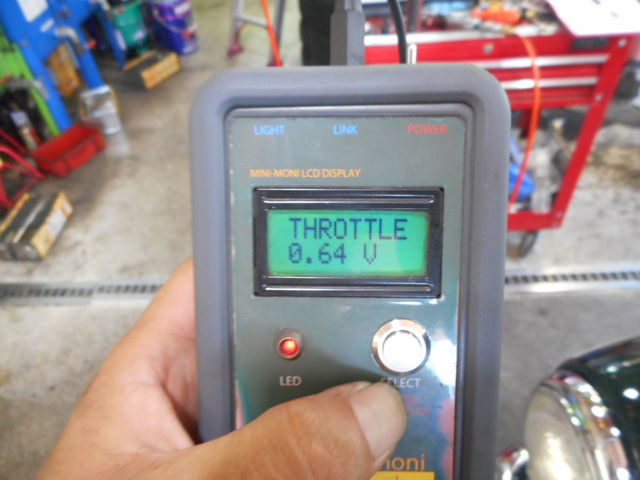 LIGHT LINK POWER
MINI-MONI LCD DISPLAY
THROTTLE
0.64 V
LED SELECT
moni